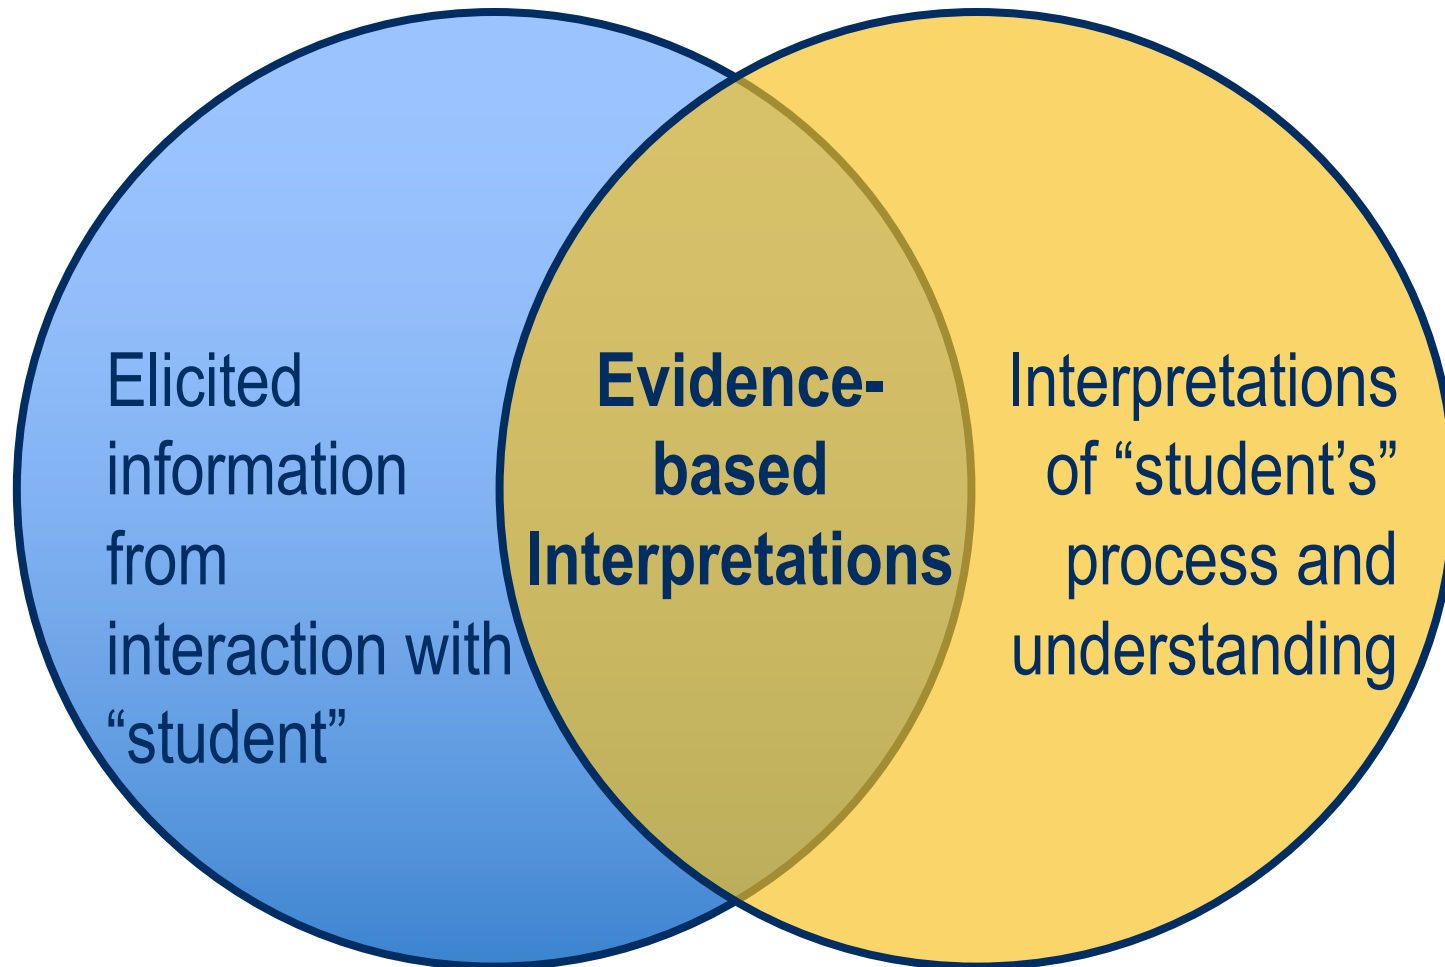 Elicited
information
from
interaction with
“student”
Evidence-
based
Interpretations
Interpretations
of “student’s”
process and
understanding